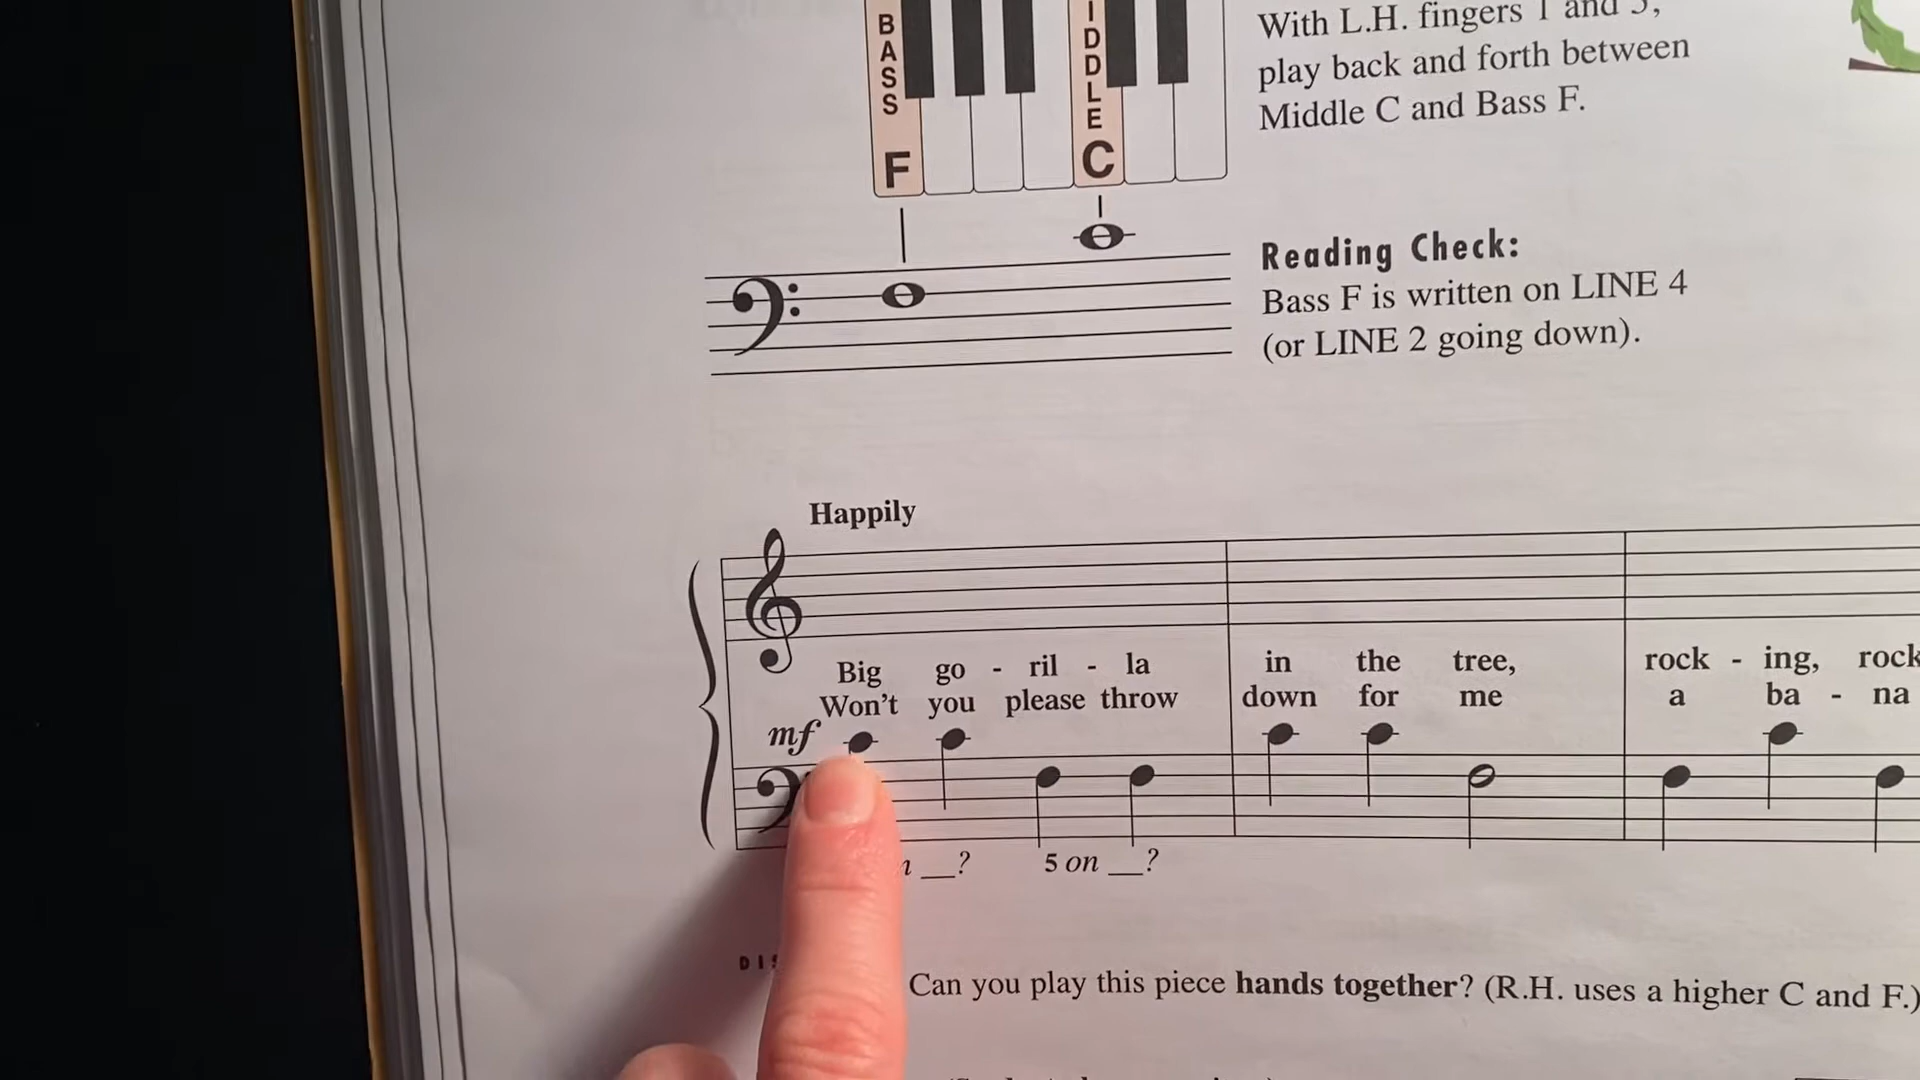 BASS
F
MIDDLE
C
With L.H. fingers 1 and 5,
play back and forth between
Middle C and Bass F.
Reading Check:
Bass F is written on LINE 4
(or LINE 2 going down).
Happily
Big go - ril - la in the tree, rock - ing, rock
Won't you please throw down for me a ba - na
mf
__? 5 on __?
Can you play this piece hands together? (R.H. uses a higher C and F.)